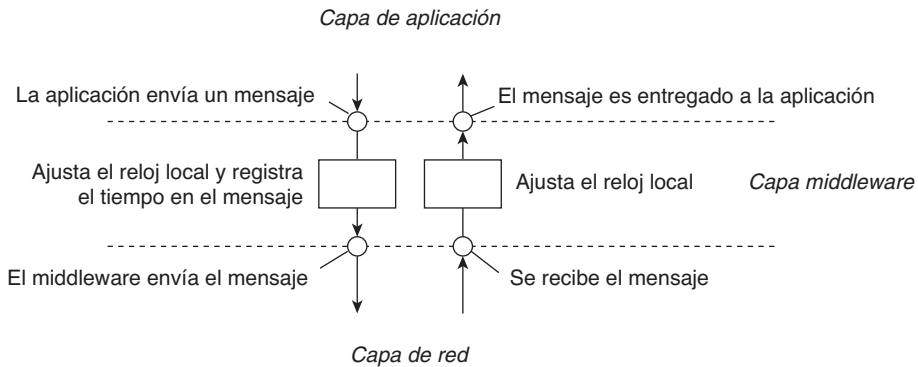 Capa de aplicación
La aplicación envía un mensaje
El mensaje es entregado a la aplicación
Ajusta el reloj local y registra
el tiempo en el mensaje
Ajusta el reloj local
Capa middleware
El middleware envía el mensaje
Se recibe el mensaje
Capa de red